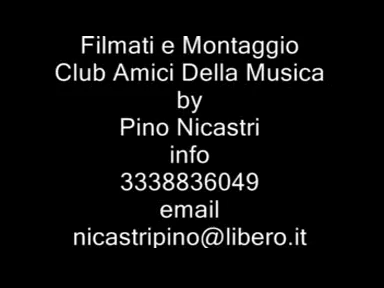 Filmati e Montaggio
Club Amici Della Musica
by
Pino Nicastri
info
3338836049
email
nicastripino@libero.it